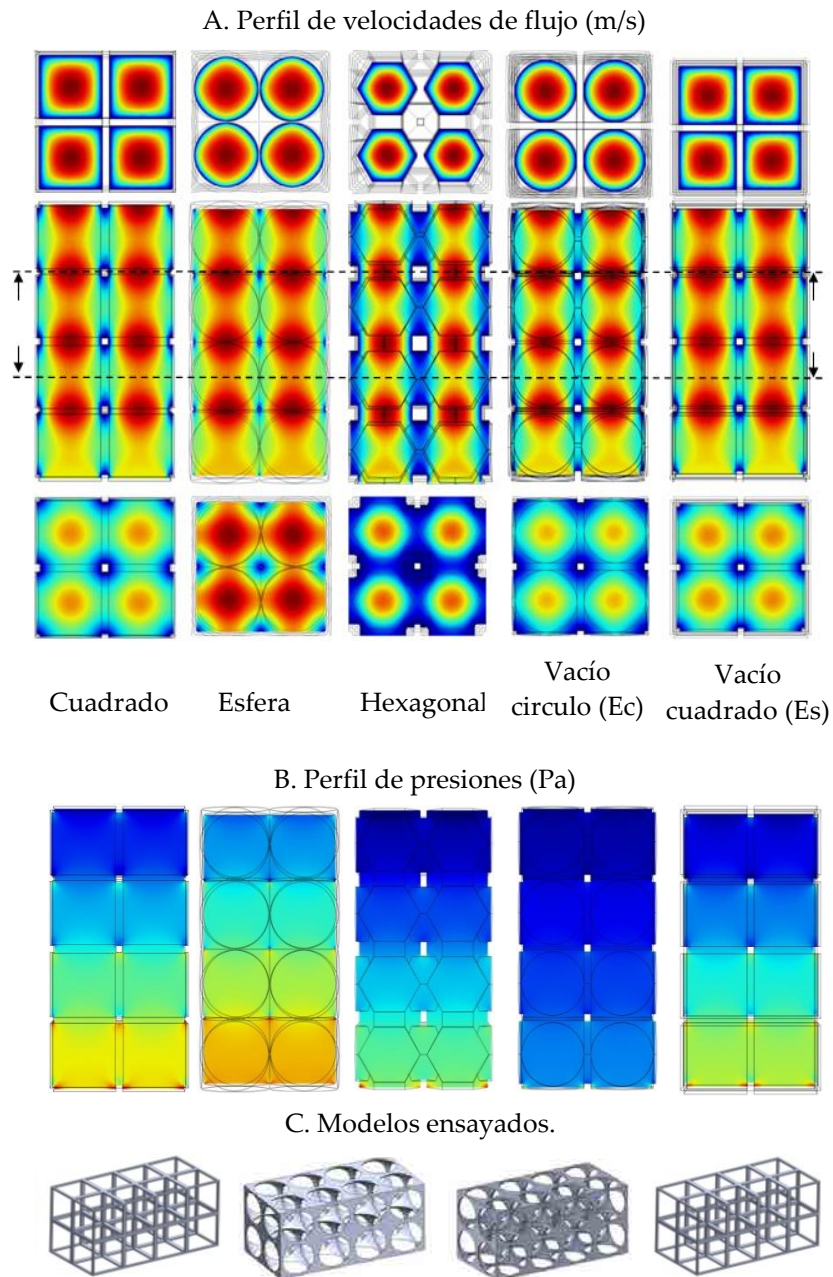 A. Perfil de velocidades de flujo (m/s)
Cuadrado
Esfera
Hexagonal
Vacío
circulo (Ec)
Vacío
cuadrado (Es)
B. Perfil de presiones (Pa)
C. Modelos ensayados.